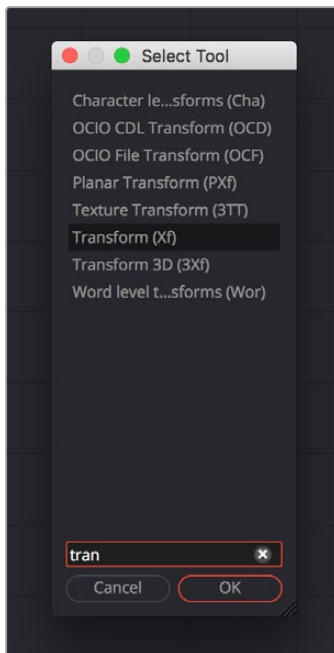 Select Tool
Character le...sforms (Cha)
OCIO CDL Transform (OCD)
OCIO File Transform (OCF)
Planar Transform (PXf)
Texture Transform (3TT)
Transform (Xf)
Transform 3D (3Xf)
Word level t...sforms (Wor)
tran
Cancel OK